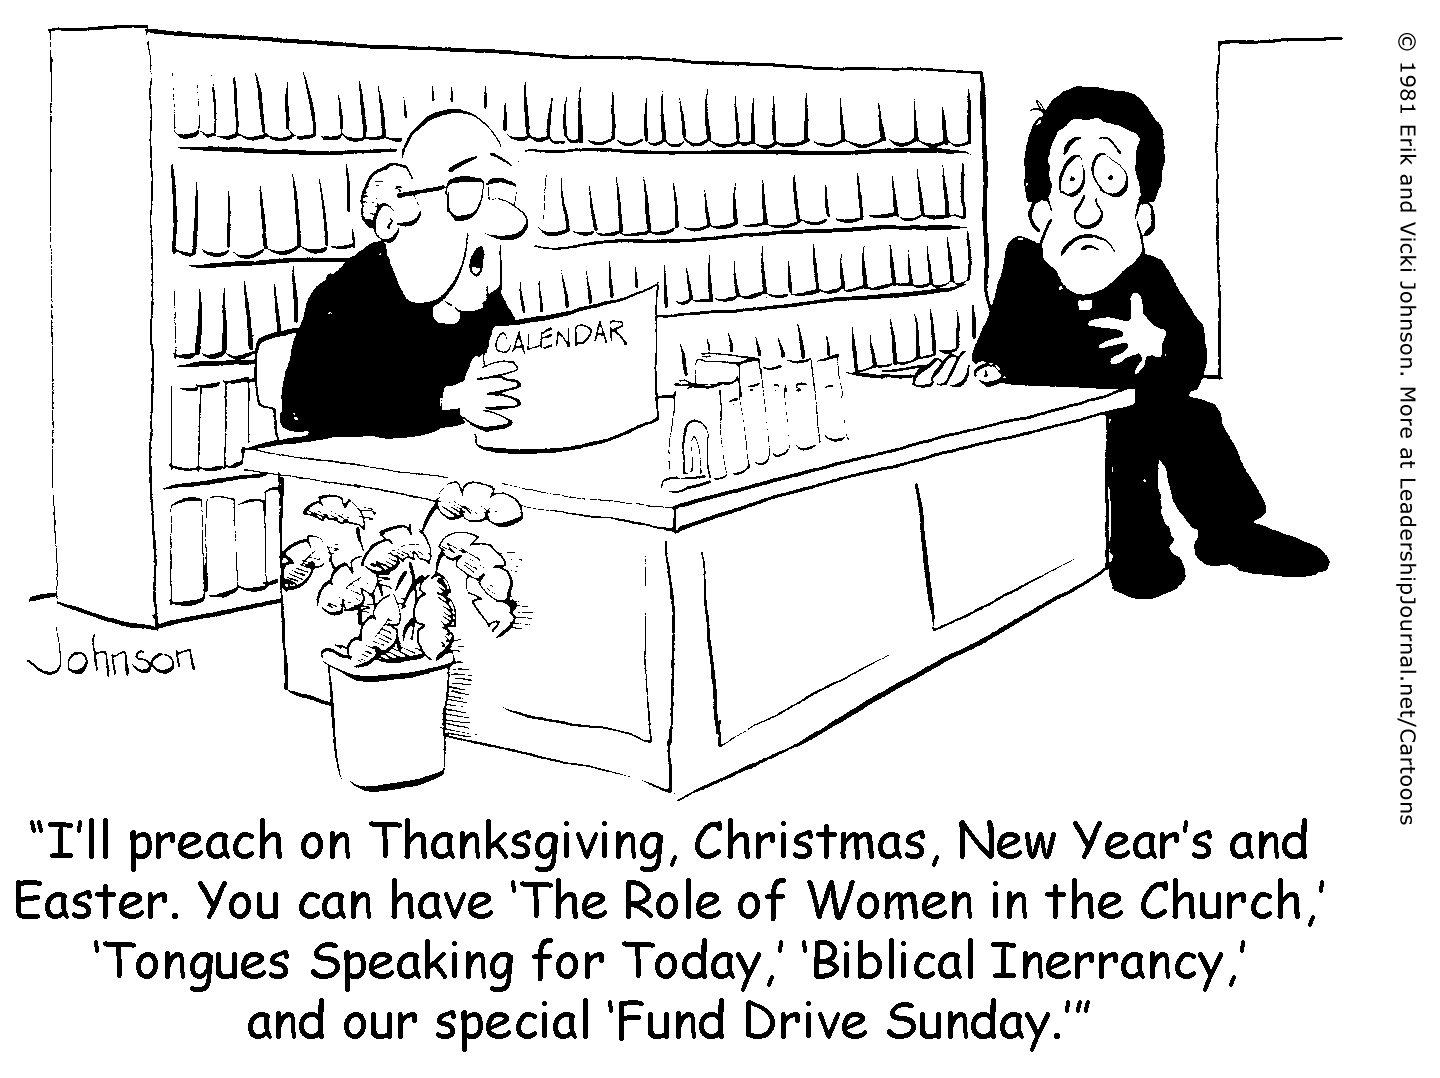 CALENDAR
Johnson
© 1981 Erik and Vicki Johnson. More at LeadershipJournal.net/Cartoons
“I’ll preach on Thanksgiving, Christmas, New Year’s and
Easter. You can have ‘The Role of Women in the Church,’
‘Tongues Speaking for Today,’ ‘Biblical Inerrancy,’
and our special ‘Fund Drive Sunday.’”